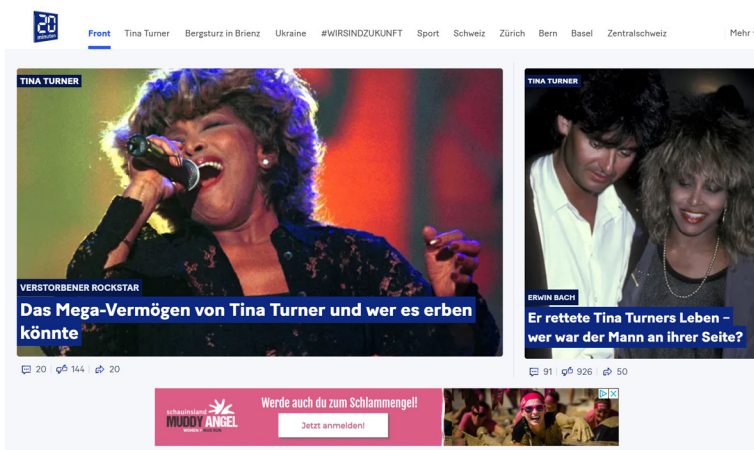 20
minuten
Front Tina Turner Bergsturz in Brienz Ukraine #WIRSINDZUKUNFT Sport Schweiz Zürich Bern Basel Zentralschweiz Mehr
TINA TURNER
VERSTORBENER ROCKSTAR
Das Mega-Vermögen von Tina Turner und wer es erben
könnte
20 144 20
TINA TURNER
ERWIN BACH
Er rettete Tina Turners Leben –
wer war der Mann an ihrer Seite?
91 926 50
schauinsland
MUDDY ANGEL
Werde auch du zum Schlammengel!
Jetzt anmelden!